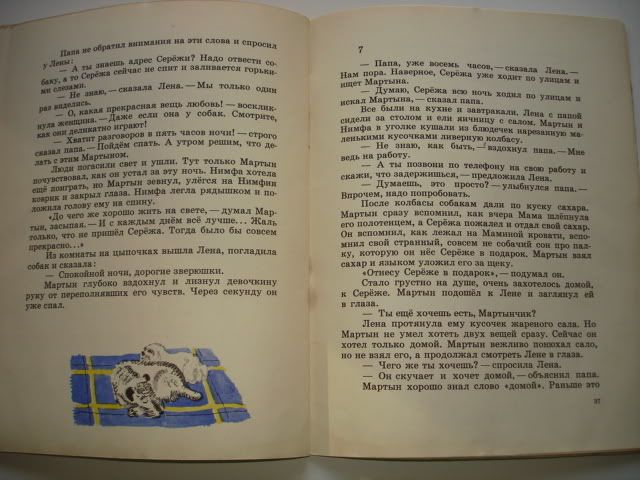 Папа не обратил внимания на эти слова и спросил
у Лены:
— А ты знаешь адрес Серёжи? Надо отвести со-
баку, а то Серёжа сейчас не спит и заливается горьки-
ми слезами.
— Не знаю,— сказала Лена.— Мы только один
раз виделись.
— О, какая прекрасная вещь любовь! — восклик-
нула женщина.— Даже если она у собак. Смотрите,
как они деликатно играют!
— Хватит разговоров в пять часов ночи! — строго
сказал папа.— Пойдём спать. А утром решим, что де-
лать с этим Мартыном.
Люди погасили свет и ушли. Тут только Мартын
почувствовал, как он устал за эту ночь. Нимфа хотела
ещё поиграть, но Мартын зевнул, улёгся на Нимфин
коврик и закрыл глаза. Нимфа легла рядышком и по-
ложила голову ему на спину.
«До чего же хорошо жить на свете,— думал Мар-
тын, засыпая.— И с каждым днём всё лучше... Жаль
только, что не пришёл Серёжа. Тогда было бы совсем
прекрасно...»
Из комнаты на цыпочках вышла Лена, погладила
собак и сказала:
— Спокойной ночи, дорогие зверюшки.
Мартын глубоко вздохнул и лизнул девочкину
руку от переполнявших его чувств. Через секунду он
уже спал.
7
— Папа, уже восемь часов,— сказала Лена.—
Нам пора. Наверное, Серёжа уже ходит по улицам и
ищет Мартына.
— Думаю, Серёжа всю ночь ходил по улицам и
искал Мартына,— сказал папа.
Все были на кухне и завтракали. Лена с папой
сидели за столом и ели яичницу с салом. Мартын и
Нимфа в уголке кушали из блюдечек нарезанную ма-
ленькими кусочками ливерную колбасу.
— Не знаю, как быть,— вздохнул папа.— Мне
ведь на работу.
— А ты позвони по телефону на свою работу и
скажи, что задержишься,— предложила Лена.
— Думаешь, это просто? — улыбнулся папа.—
Впрочем, надо попробовать.
После колбасы собакам дали по куску сахара.
Мартын сразу вспомнил, как вчера Мама шлёпнула
его полотенцем, а Серёжа пожалел и отдал свой сахар.
Он вспомнил, как лежал на Маминой кровати, вспом-
нил свой странный, совсем не собачий сон про пал-
ку, которую он нёс Серёже в подарок. Мартын взял
сахар и языком уложил его за щеку.
«Отнесу Серёже в подарок»,— подумал он.
Стало грустно на душе, очень захотелось домой,
к Серёже. Мартын подошёл к Лене и заглянул ей
в глаза.
— Ты ещё хочешь есть, Мартынчик?
Лена протянула ему кусочек жареного сала. Но
Мартын не умел хотеть двух вещей сразу. Сейчас он
хотел только домой. Мартын вежливо понюхал сало,
но не взял его, а продолжал смотреть Лене в глаза.
— Чего же ты хочешь? — спросила Лена.
— Он скучает и хочет домой,— объяснил папа.
Мартын хорошо знал слово «домой». Раньше это
37